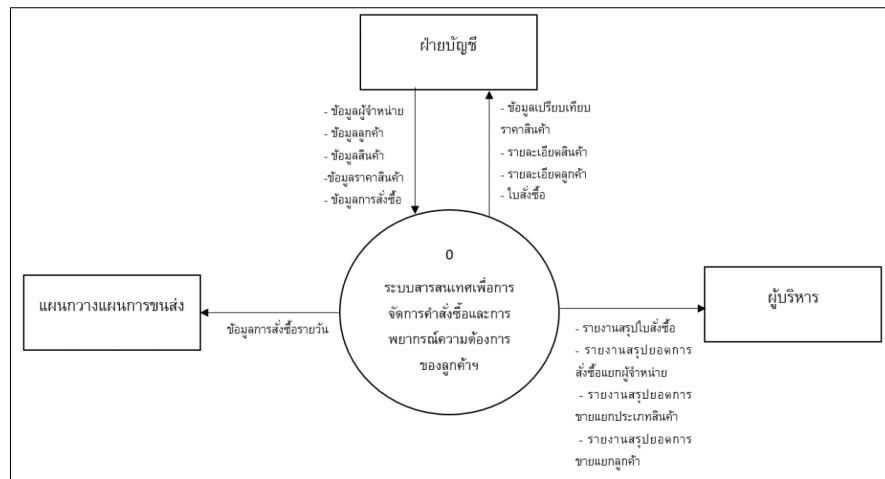 ฝ่ายบัญชี
- ข้อมูลผู้จำหน่าย
- ข้อมูลลูกค้า
- ข้อมูลสินค้า
-ข้อมูลราคาสินค้า
- ข้อมูลการสั่งซื้อ
- ข้อมูลเปรียบเทียบ
ราคาสินค้า
- รายละเอียดสินค้า
- รายละเอียดลูกค้า
- ใบสั่งซื้อ
0
ระบบสารสนเทศเพื่อการ
จัดการคำสั่งซื้อและการ
พยากรณ์ความต้องการ
ของลูกค้าฯ
แผนกวางแผนการขนส่ง
ข้อมูลการสั่งซื้อรายวัน
ผู้บริหาร
- รายงานสรุปใบสั่งซื้อ
- รายงานสรุปยอดการ
สั่งซื้อแยกผู้จำหน่าย
- รายงานสรุปยอดการ
ขายแยกประเภทสินค้า
- รายงานสรุปยอดการ
ขายแยกลูกค้า